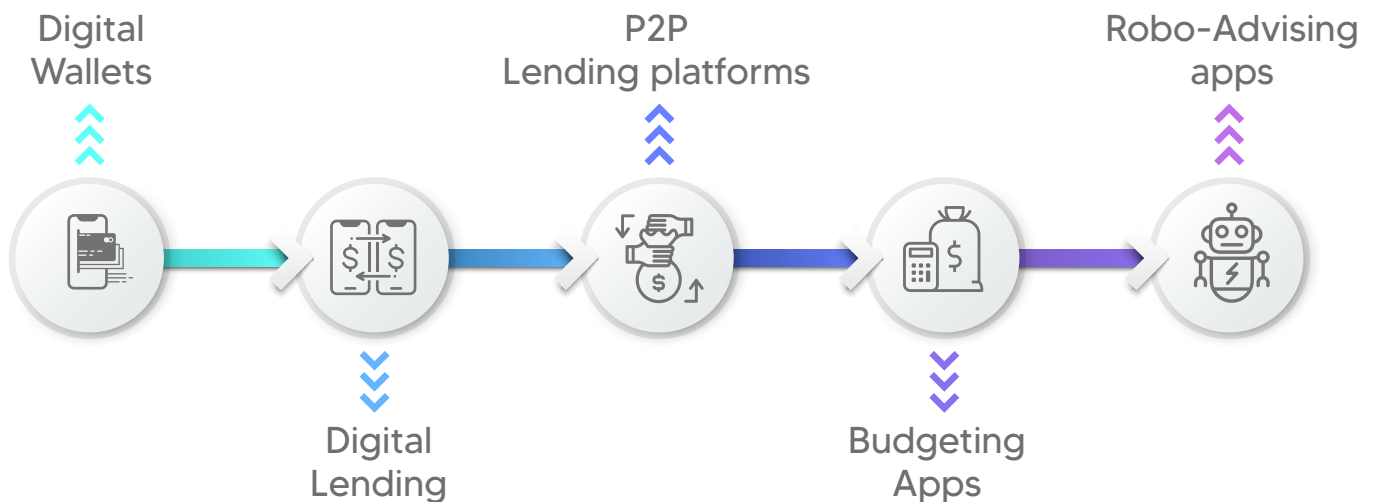 Digital
Wallets
P2P
Lending platforms
Robo-Advising
apps
$ $
$
$
Digital
Lending
Budgeting
Apps